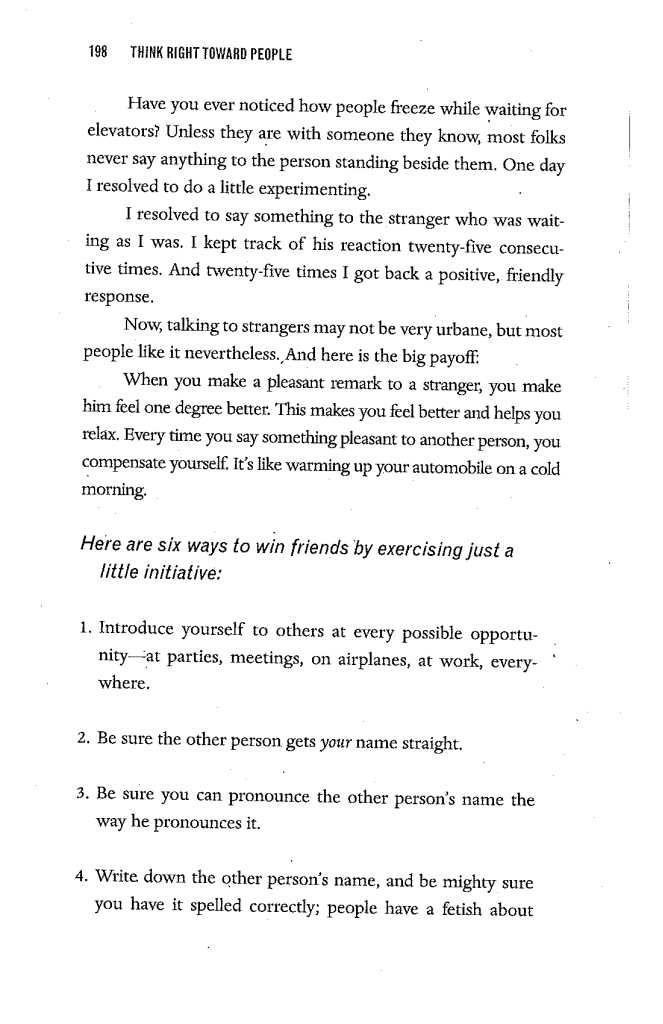 198 THINK RIGHT TOWARD PEOPLE
Have you ever noticed how people freeze while waiting for
elevators? Unless they are with someone they know, most folks
never say anything to the person standing beside them. One day
I resolved to do a little experimenting.
I resolved to say something to the stranger who was wait-
ing as I was. I kept track of his reaction twenty-five consecu-
tive times. And twenty-five times I got back a positive, friendly
response.
Now, talking to strangers may not be very urbane, but most
people like it nevertheless. And here is the big payoff:
When you make a pleasant remark to a stranger, you make
him feel one degree better. This makes you feel better and helps you
relax. Every time you say something pleasant to another person, you
compensate yourself. It's like warming up your automobile on a cold
morning.
Here are six ways to win friends by exercising just a
little initiative:
1. Introduce yourself to others at every possible opportu-
nity—at parties, meetings, on airplanes, at work, every-
where.
2. Be sure the other person gets your name straight.
3. Be sure you can pronounce the other person's name the
way he pronounces it.
4. Write down the other person's name, and be mighty sure
you have it spelled correctly; people have a fetish about